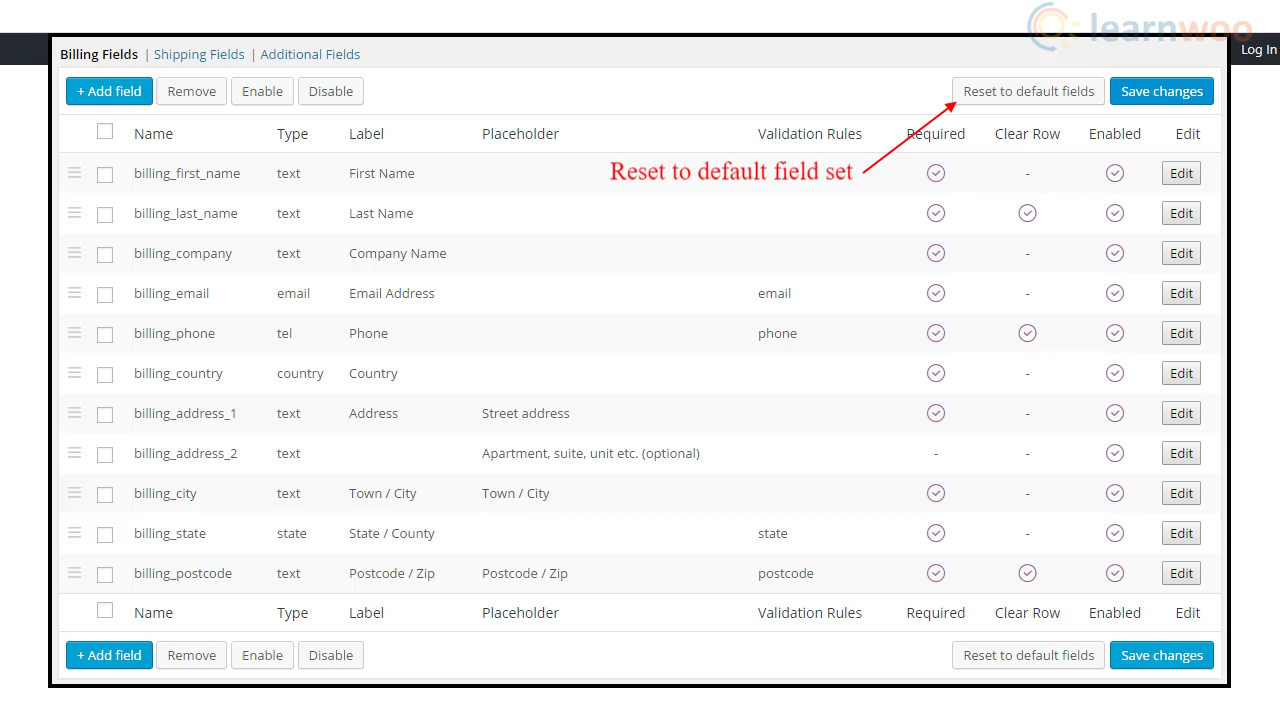 learnwoo
Log In
Billing Fields | Shipping Fields | Additional Fields
+ Add field Remove Enable Disable Reset to default fields Save changes
Name Type Label Placeholder Validation Rules Required Clear Row Enabled Edit
Reset to default field set
billing_first_name text First Name - Edit
billing_last_name text Last Name Edit
billing_company text Company Name - Edit
billing_email email Email Address email - Edit
billing_phone tel Phone phone Edit
billing_country country Country - Edit
billing_address_1 text Address Street address - Edit
billing_address_2 text Apartment, suite, unit etc. (optional) - - Edit
billing_city text Town / City Town / City - Edit
billing_state state State / County state - Edit
billing_postcode text Postcode / Zip Postcode / Zip postcode Edit
Name Type Label Placeholder Validation Rules Required Clear Row Enabled Edit
+ Add field Remove Enable Disable Reset to default fields Save changes